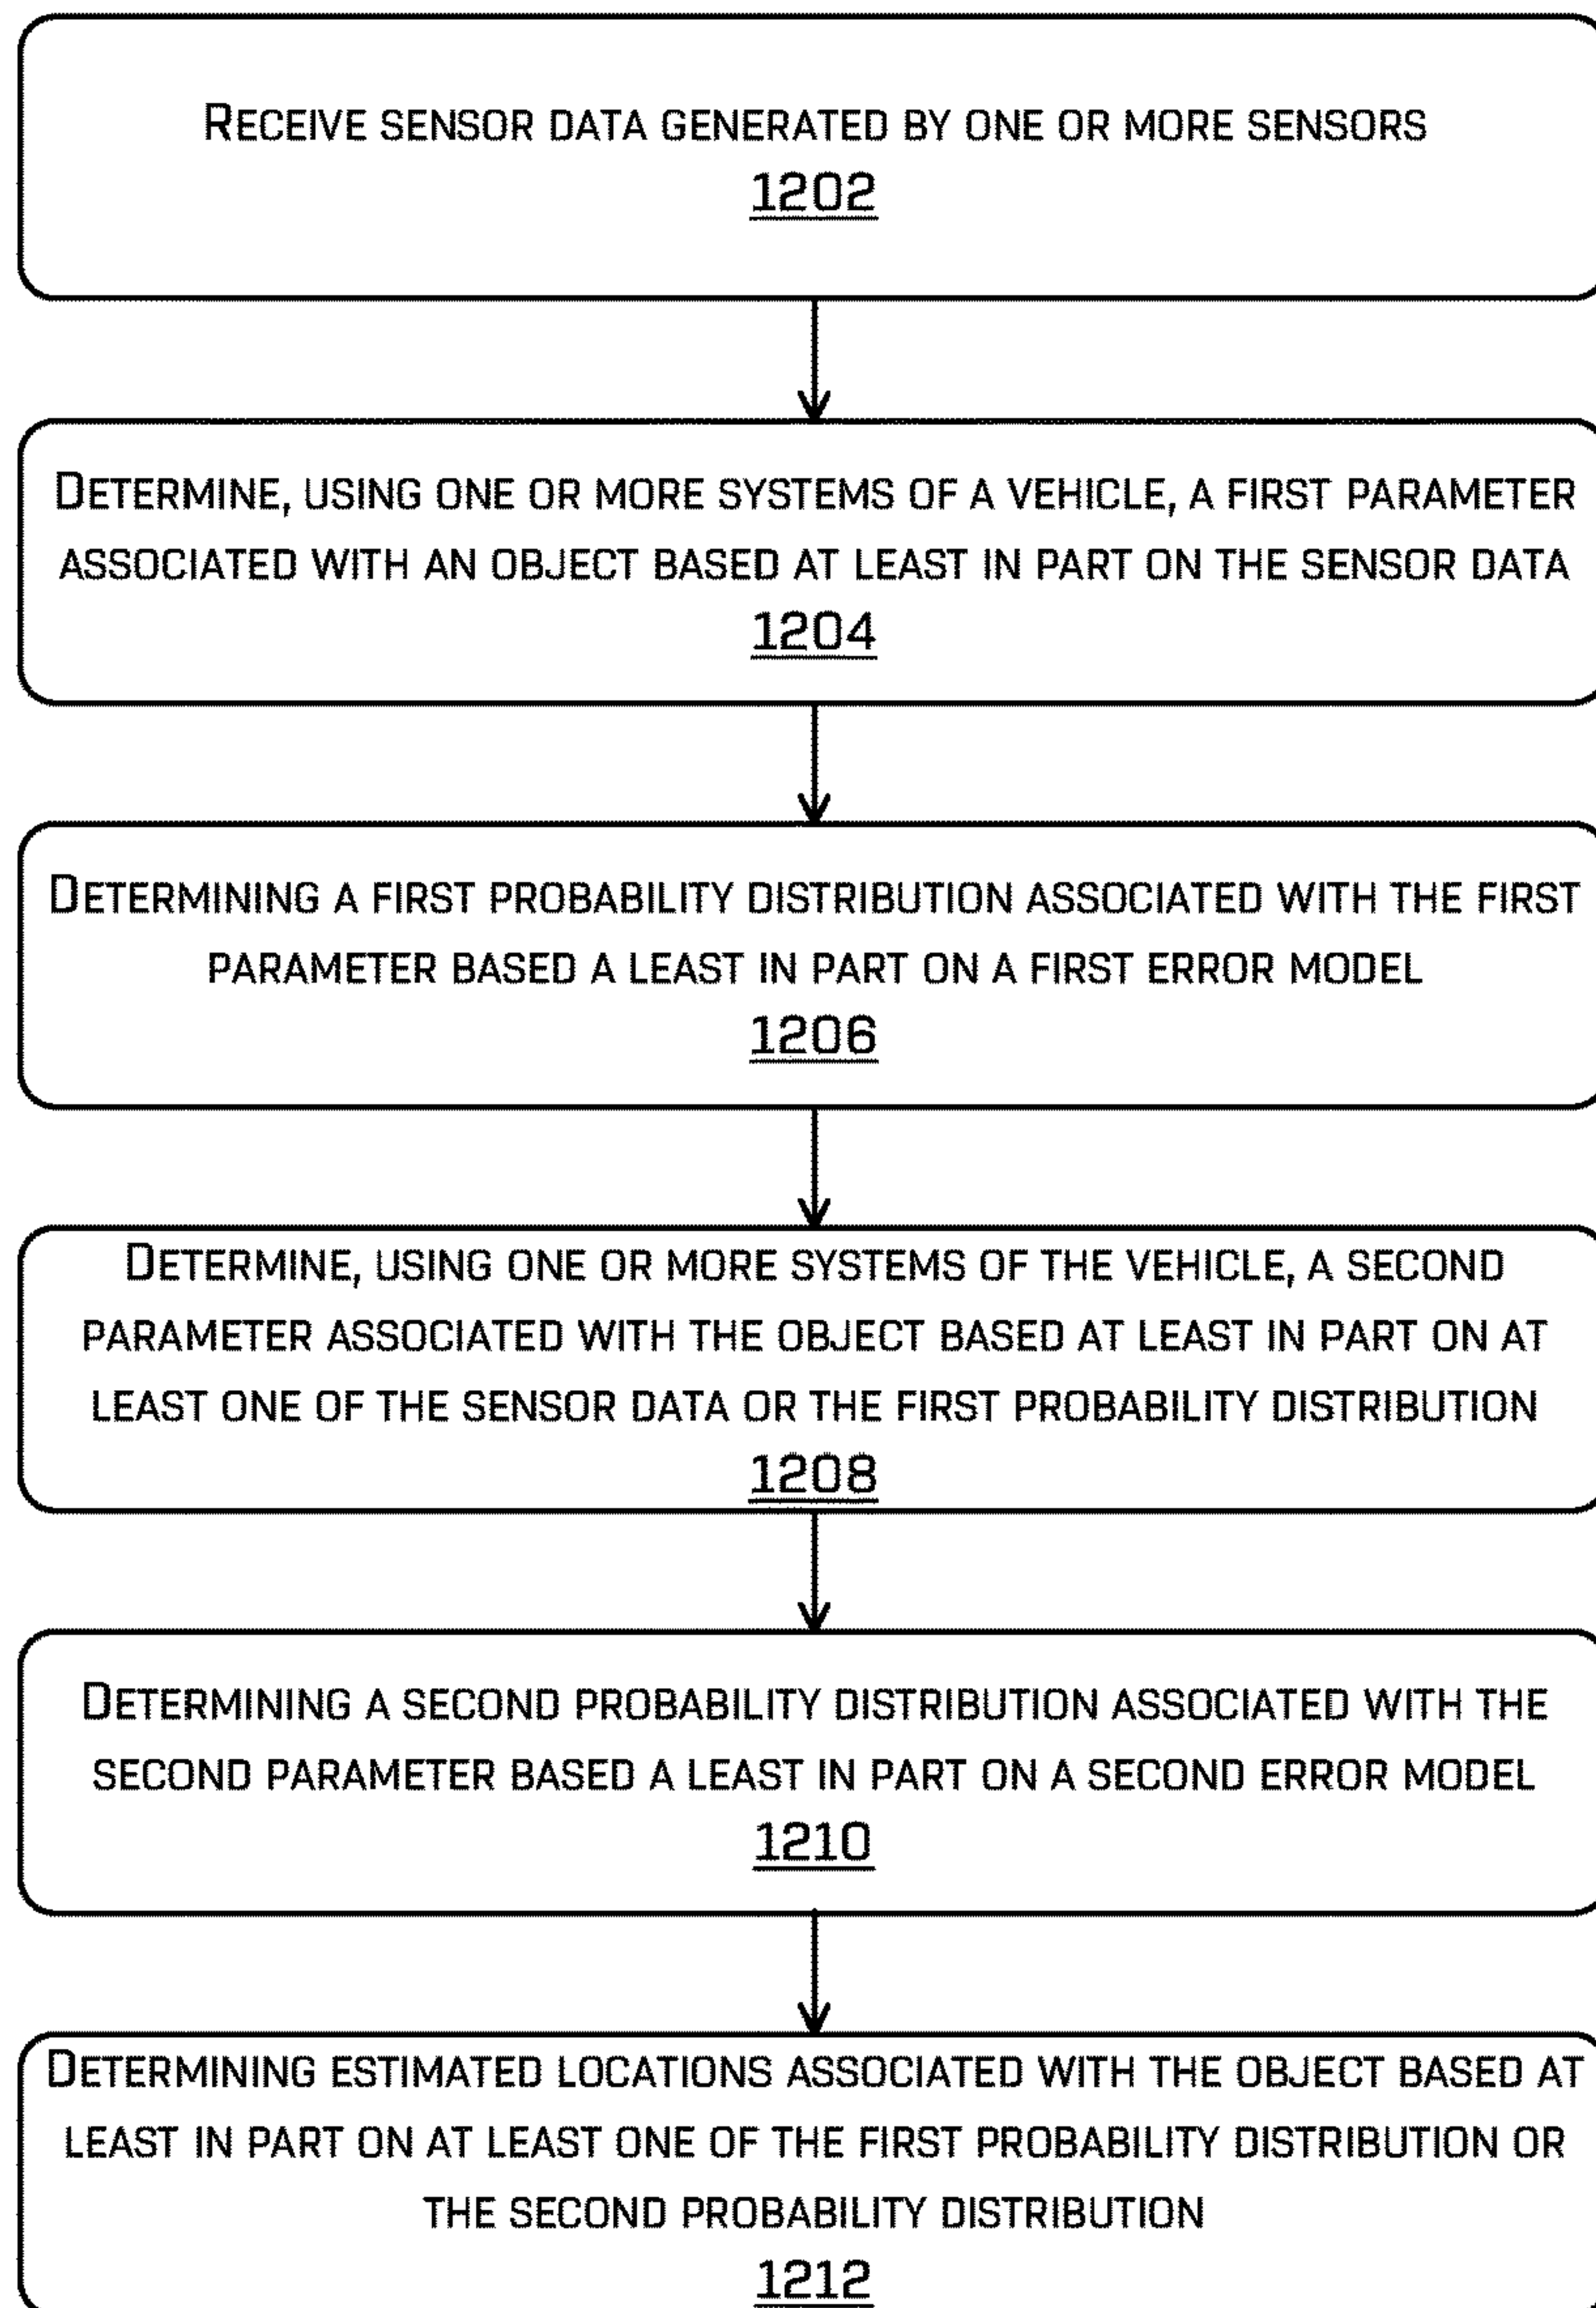 RECEIVE SENSOR DATA GENERATED BY ONE OR MORE SENSORS
1202
DETERMINE, USING ONE OR MORE SYSTEMS OF A VEHICLE, A FIRST PARAMETER
ASSOCIATED WITH AN OBJECT BASED AT LEAST IN PART ON THE SENSOR DATA
1204
DETERMINING A FIRST PROBABILITY DISTRIBUTION ASSOCIATED WITH THE FIRST
PARAMETER BASED A LEAST IN PART ON A FIRST ERROR MODEL
1206
DETERMINE, USING ONE OR MORE SYSTEMS OF THE VEHICLE, A SECOND
PARAMETER ASSOCIATED WITH THE OBJECT BASED AT LEAST IN PART ON AT
LEAST ONE OF THE SENSOR DATA OR THE FIRST PROBABILITY DISTRIBUTION
1208
DETERMINING A SECOND PROBABILITY DISTRIBUTION ASSOCIATED WITH THE
SECOND PARAMETER BASED A LEAST IN PART ON A SECOND ERROR MODEL
1210
DETERMINING ESTIMATED LOCATIONS ASSOCIATED WITH THE OBJECT BASED AT
LEAST IN PART ON AT LEAST ONE OF THE FIRST PROBABILITY DISTRIBUTION OR
THE SECOND PROBABILITY DISTRIBUTION
1212